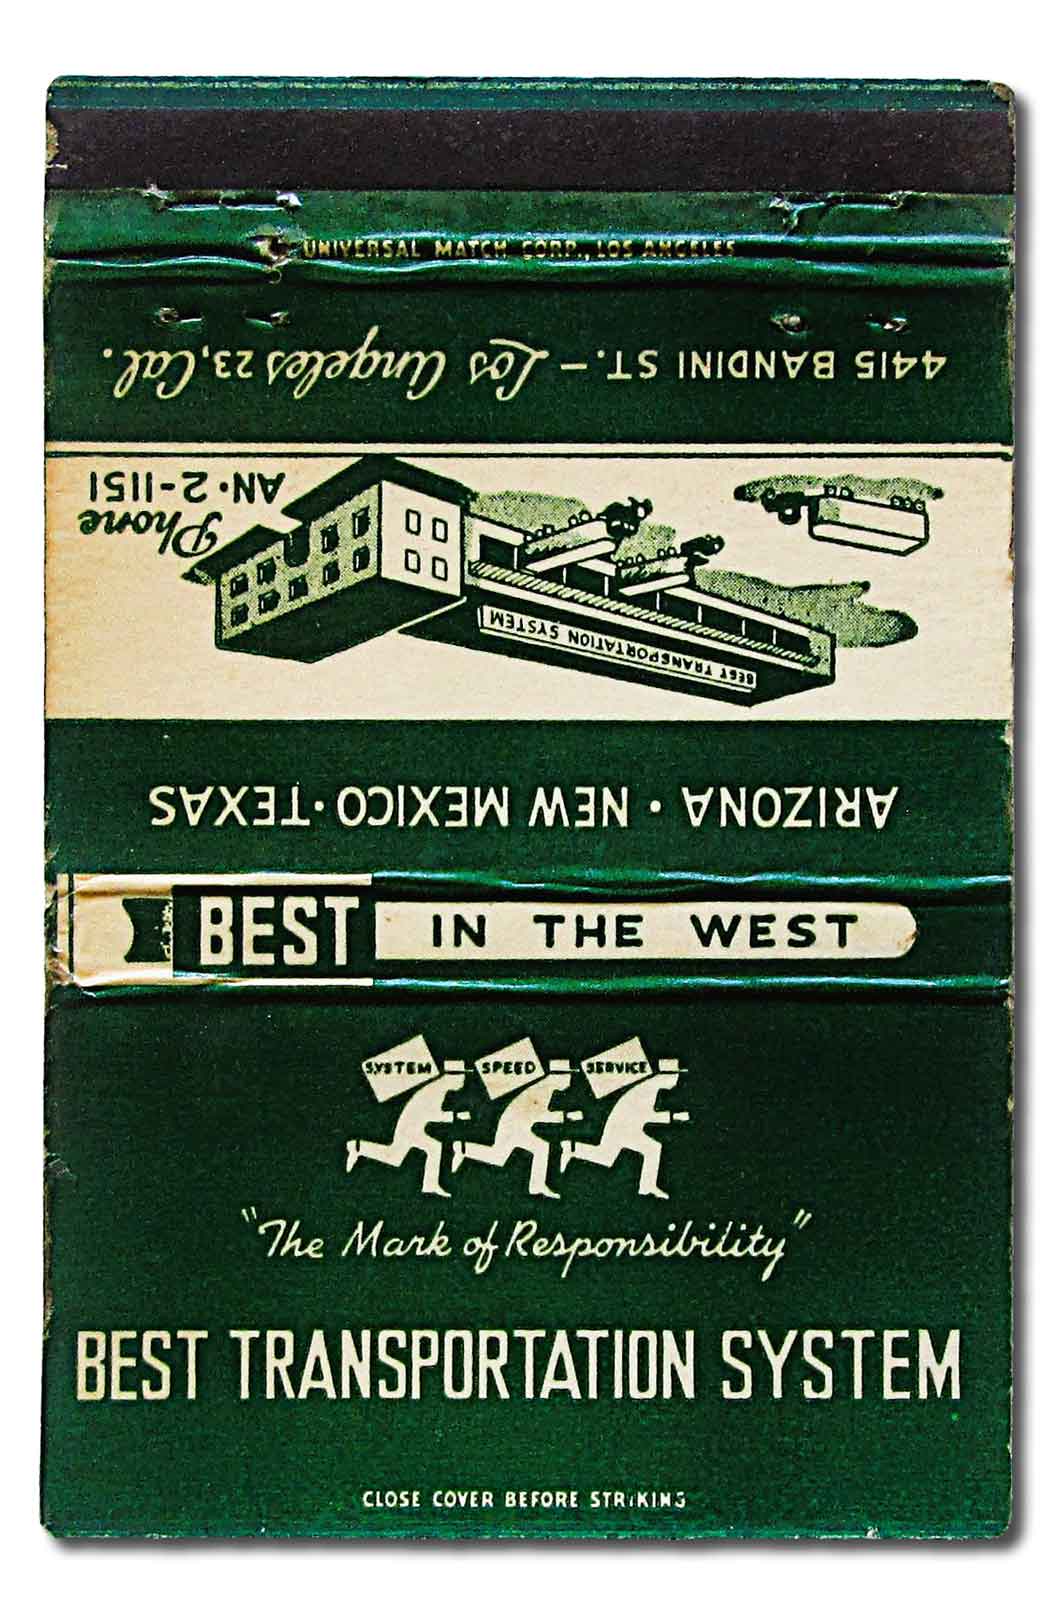 UNIVERSAL MATCH CORP., LOS ANGELES
4415 BANDINI ST. — Los Angeles 23, Cal.
Phone
AN·2-1151
BEST TRANSPORTATION SYSTEM
ARIZONA · NEW MEXICO · TEXAS
BEST IN THE WEST
SYSTEM SPEED SERVICE
"The Mark of Responsibility"
BEST TRANSPORTATION SYSTEM
CLOSE COVER BEFORE STRIKING